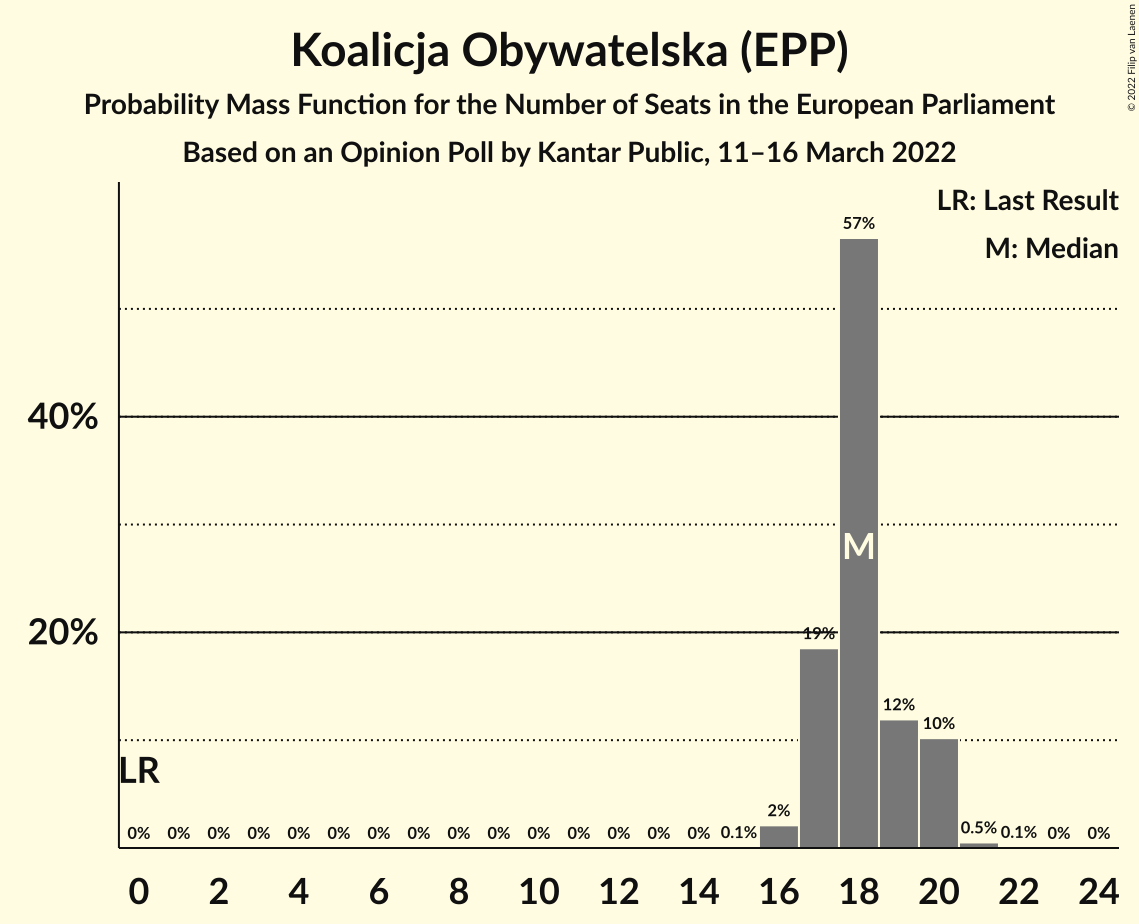 Koalicja Obywatelska (EPP)
Probability Mass Function for the Number of Seats in the European Parliament
Based on an Opinion Poll by Kantar Public, 11–16 March 2022
© 2022 Filip van Laenen
LR: Last Result
M: Median
57%
40%
M
20%
19%
12%
10%
LR
2%
0% 0% 0% 0% 0% 0% 0% 0% 0% 0% 0% 0% 0% 0% 0% 0.1% 0.5% 0.1% 0% 0%
0 2 4 6 8 10 12 14 16 18 20 22 24